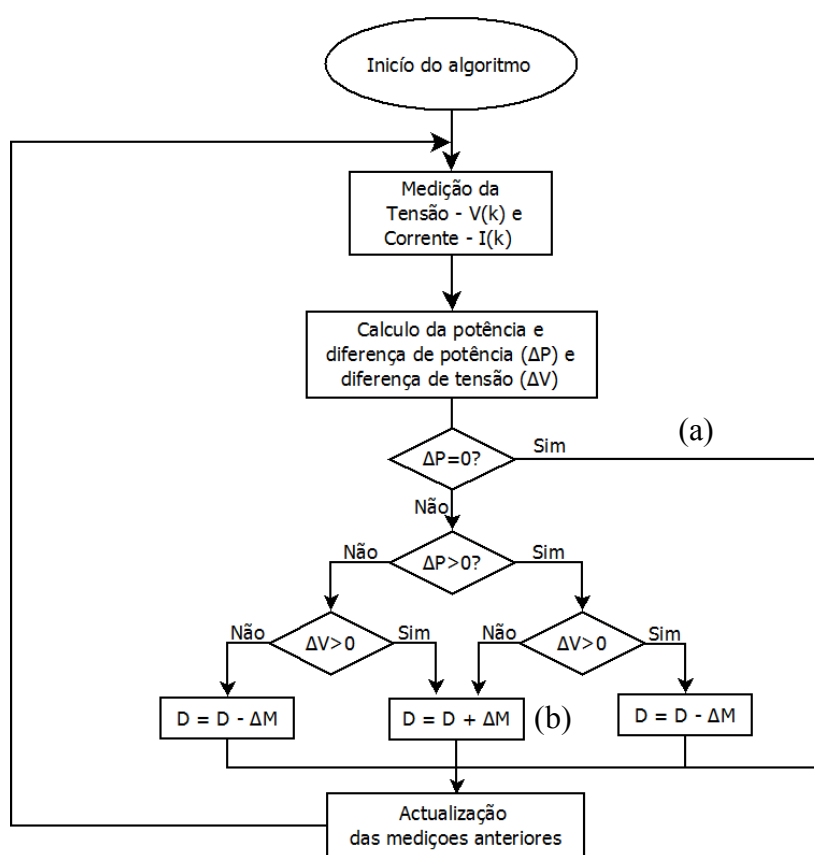 Inicío do algoritmo
Medição da
Tensão - V(k) e
Corrente - I(k)
Calculo da potência e
diferença de potência (ΔP) e
diferença de tensão (ΔV)
(a)
ΔP=0?
Sim
Não
Não
ΔP>0?
Sim
Não
ΔV>0
Sim
Não
ΔV>0
Sim
D = D - ΔM
D = D + ΔM
(b)
D = D - ΔM
Actualização
das mediçoes anteriores